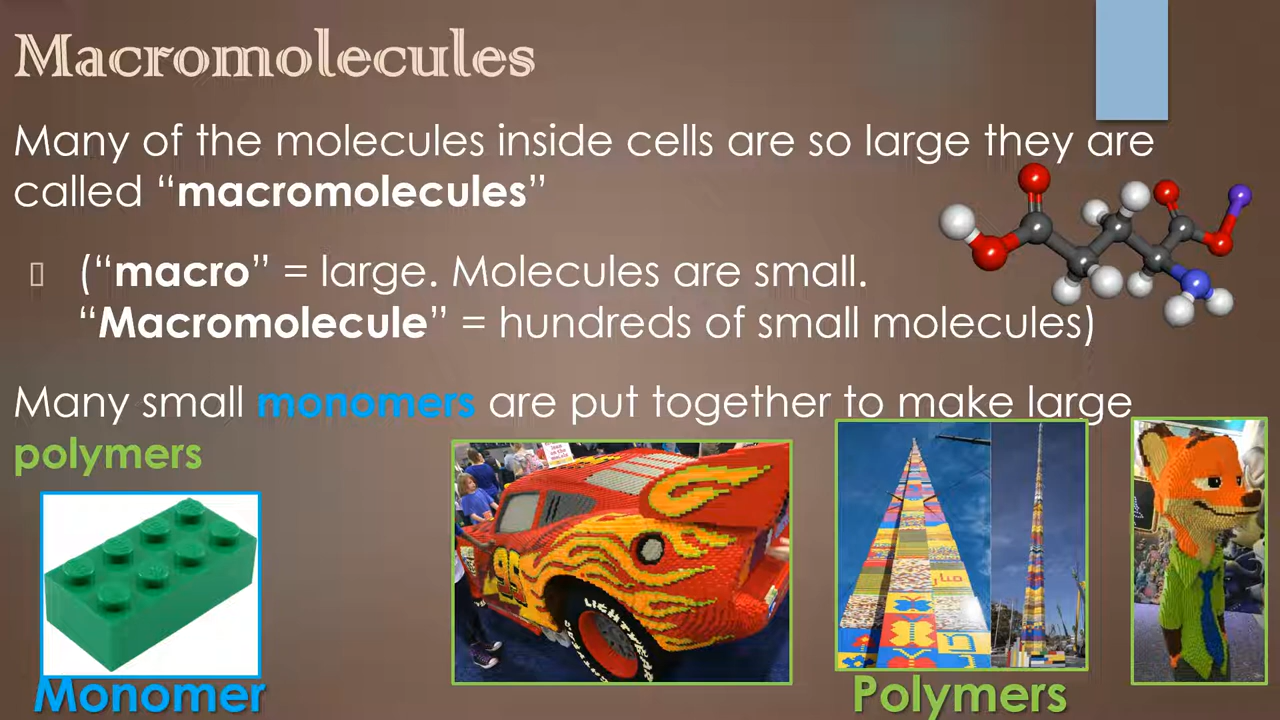 Macromolecules
Many of the molecules inside cells are so large they are
called “macromolecules”
(“macro” = large. Molecules are small.
“Macromolecule” = hundreds of small molecules)
Many small monomers are put together to make large
polymers
95
Monomer
Polymers